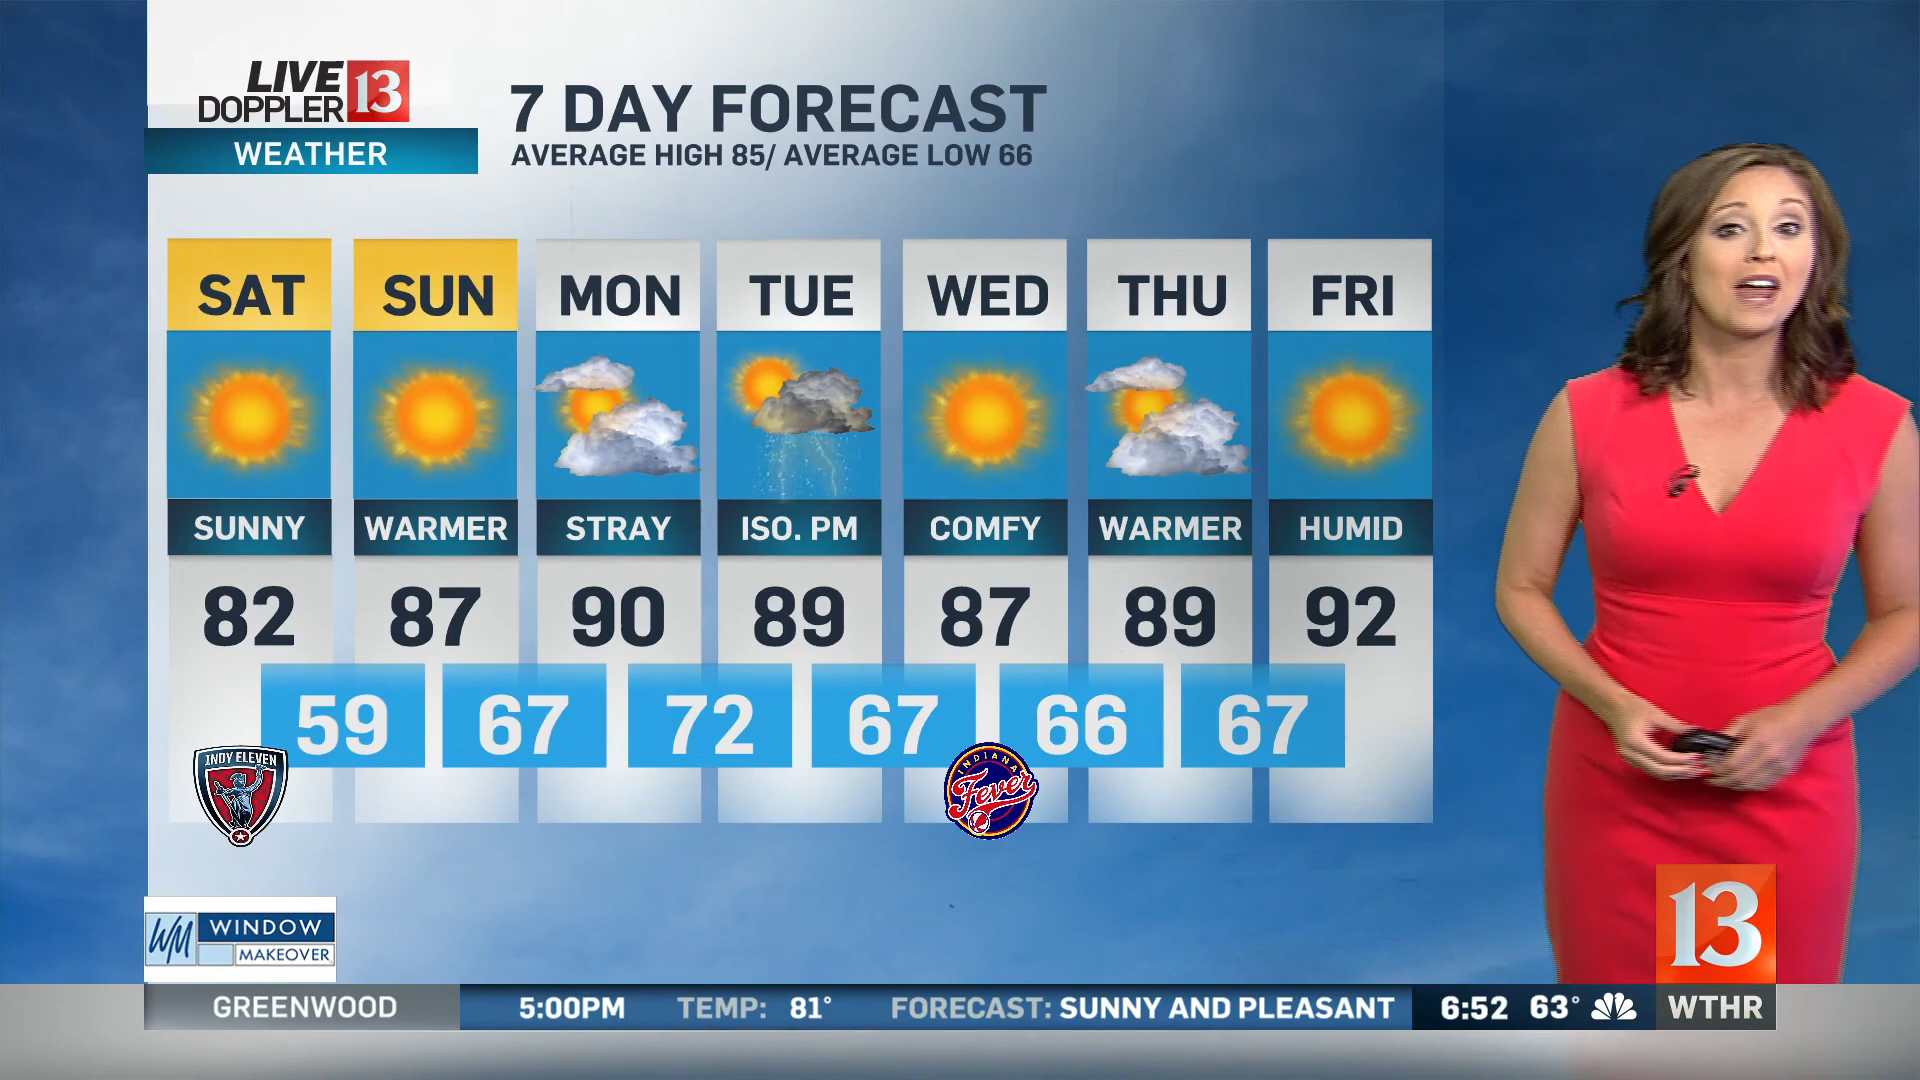 LIVE
DOPPLER 13
WEATHER
7 DAY FORECAST
AVERAGE HIGH 85/ AVERAGE LOW 66
SAT SUN MON TUE WED THU FRI
SUNNY WARMER STRAY ISO. PM COMFY WARMER HUMID
82 87 90 89 87 89 92
59 67 72 67 66 67
INDY ELEVEN
INDIANA
Fever
WM WINDOW
MAKEOVER
13
GREENWOOD 5:00PM TEMP: 81° FORECAST: SUNNY AND PLEASANT 6:52 63° WTHR